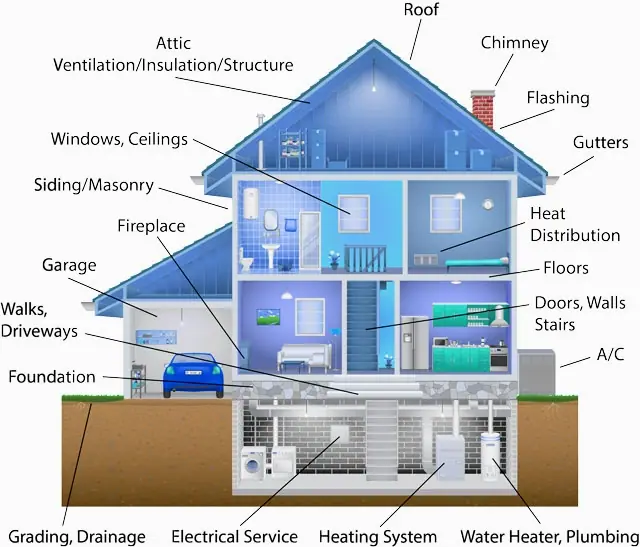 Roof
Attic
Ventilation/Insulation/Structure
Chimney
Flashing
Windows, Ceilings
Gutters
Siding/Masonry
Fireplace
Heat
Distribution
Garage
Floors
Walks,
Driveways
Doors, Walls
Stairs
A/C
Foundation
Grading, Drainage
Electrical Service
Heating System
Water Heater, Plumbing